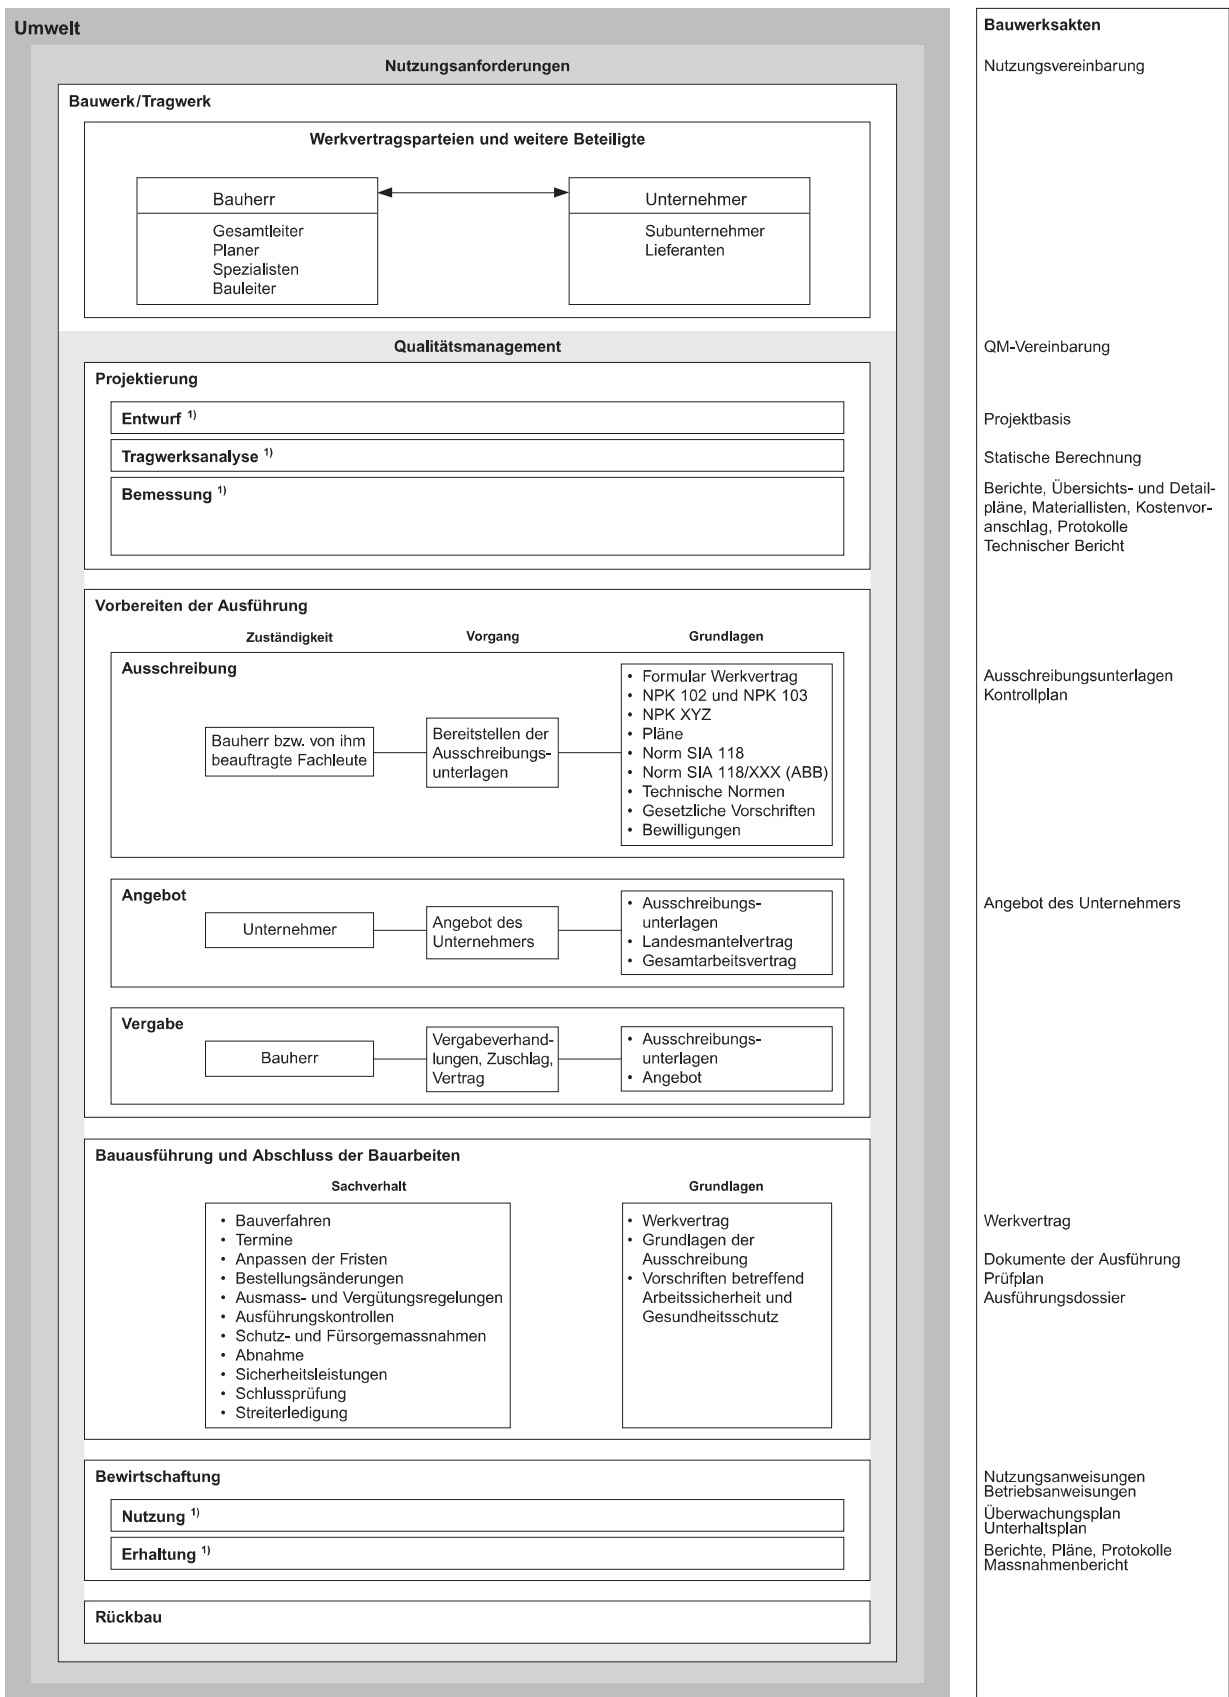 Umwelt
Nutzungsanforderungen
Bauwerk/Tragwerk
Werkvertragsparteien und weitere Beteiligte
Bauherr
Gesamtleiter
Planer
Spezialisten
Bauleiter
Unternehmer
Subunternehmer
Lieferanten
Qualitätsmanagement
Projektierung
Entwurf 1)
Tragwerksanalyse 1)
Bemessung 1)
Vorbereiten der Ausführung
Zuständigkeit
Vorgang
Grundlagen
Ausschreibung
Bauherr bzw. von ihm
beauftragte Fachleute
Bereitstellen der
Ausschreibungs-
unterlagen
• Formular Werkvertrag
• NPK 102 und NPK 103
• NPK XYZ
• Pläne
• Norm SIA 118
• Norm SIA 118/XXX (ABB)
• Technische Normen
• Gesetzliche Vorschriften
• Bewilligungen
Angebot
Unternehmer
Angebot des
Unternehmers
• Ausschreibungs-
unterlagen
• Landesmantelvertrag
• Gesamtarbeitsvertrag
Vergabe
Bauherr
Vergabeverhand-
lungen, Zuschlag,
Vertrag
• Ausschreibungs-
unterlagen
• Angebot
Bauausführung und Abschluss der Bauarbeiten
Sachverhalt
Grundlagen
• Bauverfahren
• Termine
• Anpassen der Fristen
• Bestellungsänderungen
• Ausmass- und Vergütungsregelungen
• Ausführungskontrollen
• Schutz- und Fürsorgemassnahmen
• Abnahme
• Sicherheitsleistungen
• Schlussprüfung
• Streiterledigung
• Werkvertrag
• Grundlagen der
Ausschreibung
• Vorschriften betreffend
Arbeitssicherheit und
Gesundheitsschutz
Bewirtschaftung
Nutzung 1)
Erhaltung 1)
Rückbau
Bauwerksakten
Nutzungsvereinbarung
QM-Vereinbarung
Projektbasis
Statische Berechnung
Berichte, Übersichts- und Detail-
pläne, Materiallisten, Kostenvor-
anschlag, Protokolle
Technischer Bericht
Ausschreibungsunterlagen
Kontrollplan
Angebot des Unternehmers
Werkvertrag
Dokumente der Ausführung
Prüfplan
Ausführungsdossier
Nutzungsanweisungen
Betriebsanweisungen
Überwachungsplan
Unterhaltsplan
Berichte, Pläne, Protokolle
Massnahmenbericht